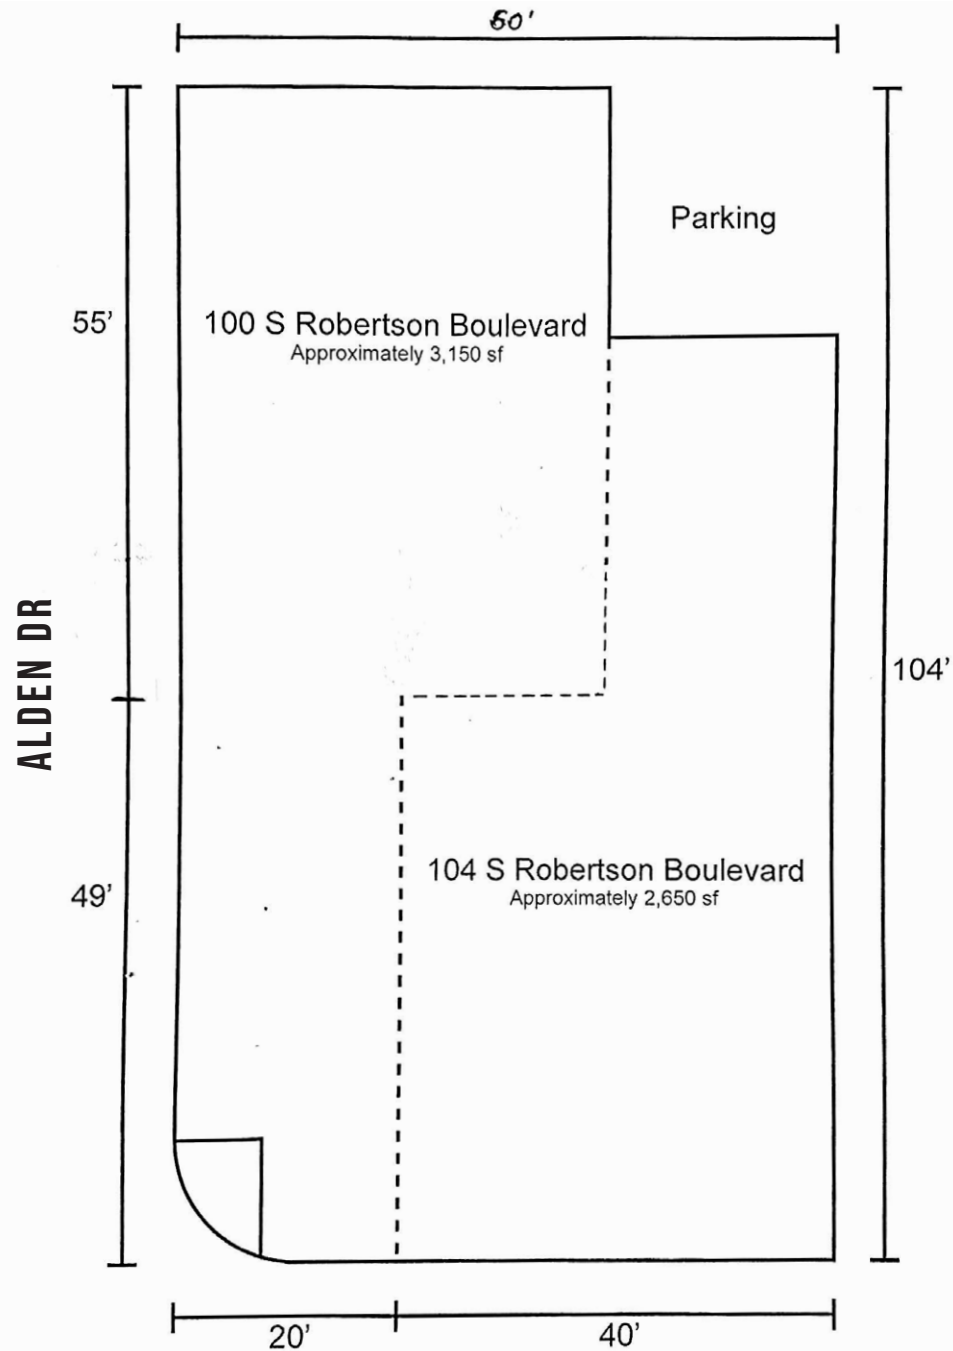 60'
Parking
55'
100 S Robertson Boulevard
Approximately 3,150 sf
ALDEN DR
104'
104 S Robertson Boulevard
Approximately 2,650 sf
49'
20'
40'